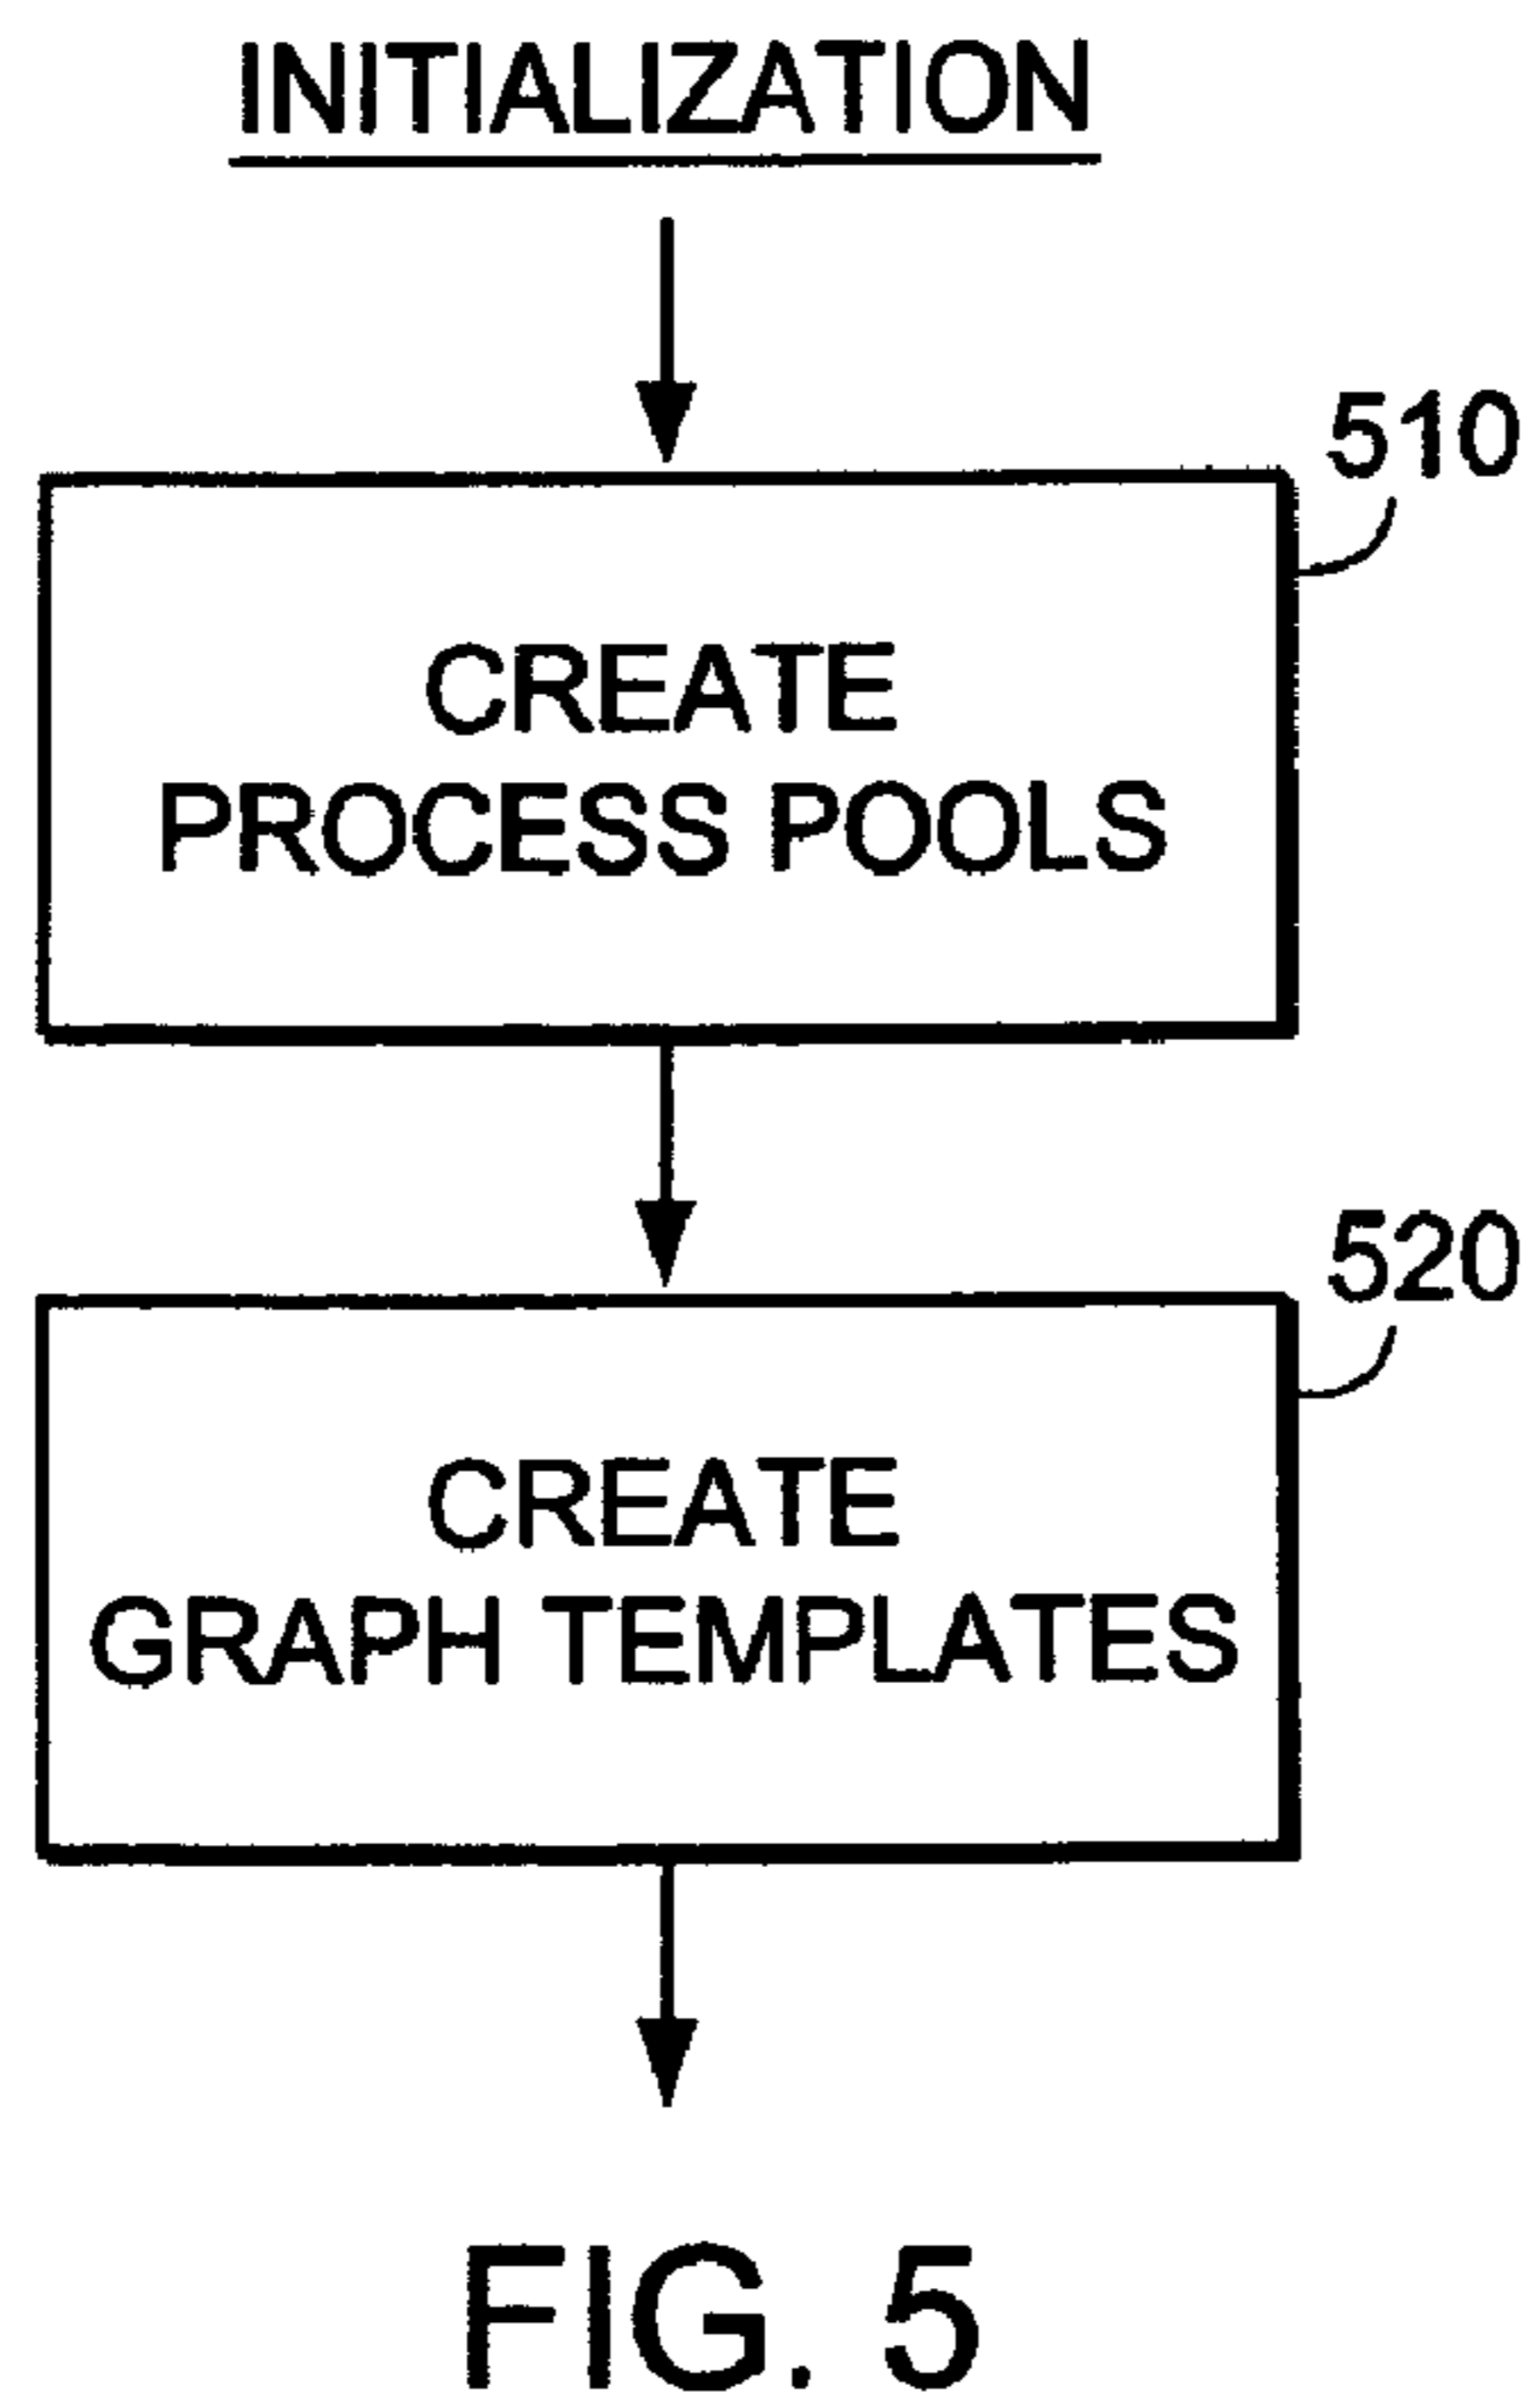 INITIALIZATION
510
CREATE
PROCESS POOLS
520
CREATE
GRAPH TEMPLATES
FIG. 5